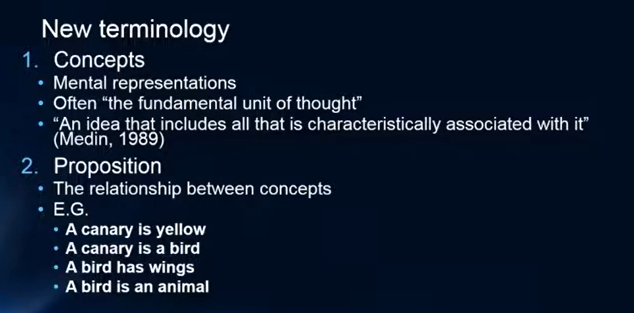 New terminology
1. Concepts
• Mental representations
• Often “the fundamental unit of thought”
• “An idea that includes all that is characteristically associated with it”
(Medin, 1989)
2. Proposition
• The relationship between concepts
• E.G.
• A canary is yellow
• A canary is a bird
• A bird has wings
• A bird is an animal